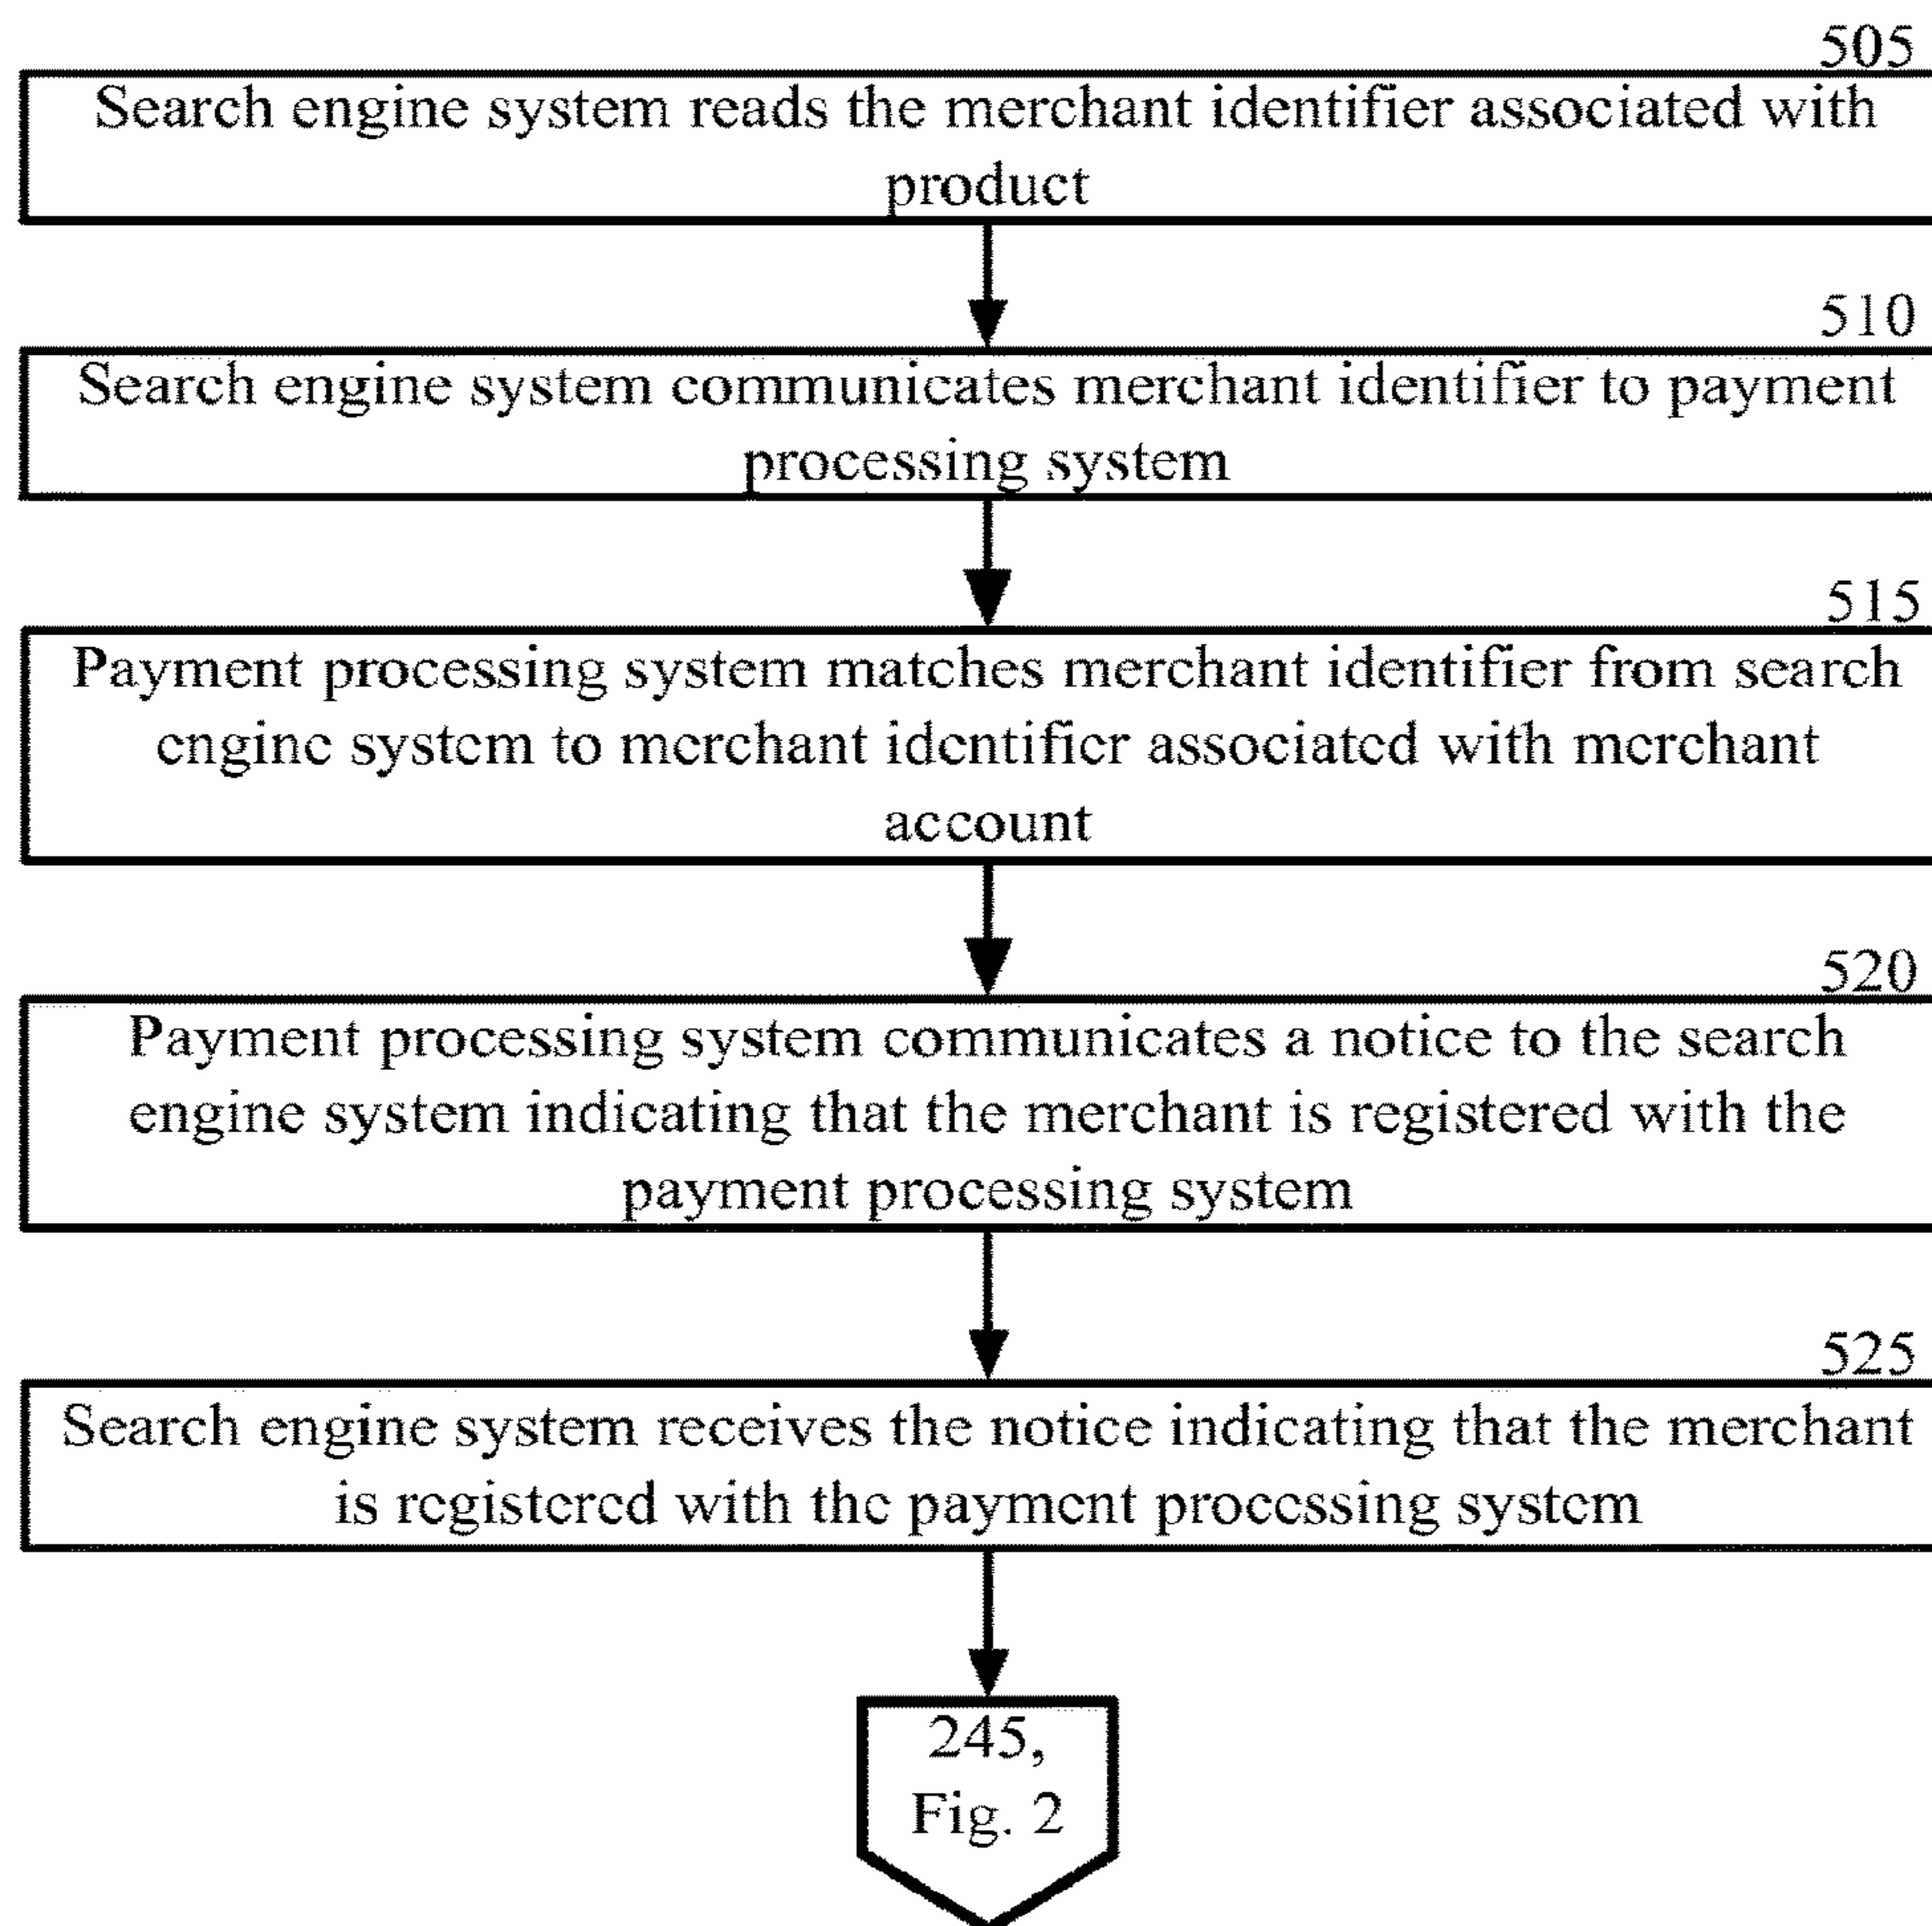 505
Search engine system reads the merchant identifier associated with
product
510
Search engine system communicates merchant identifier to payment
processing system
515
Payment processing system matches merchant identifier from search
engine system to merchant identifier associated with merchant
account
520
Payment processing system communicates a notice to the search
engine system indicating that the merchant is registered with the
payment processing system
525
Search engine system receives the notice indicating that the merchant
is registered with the payment processing system
245,
Fig. 2